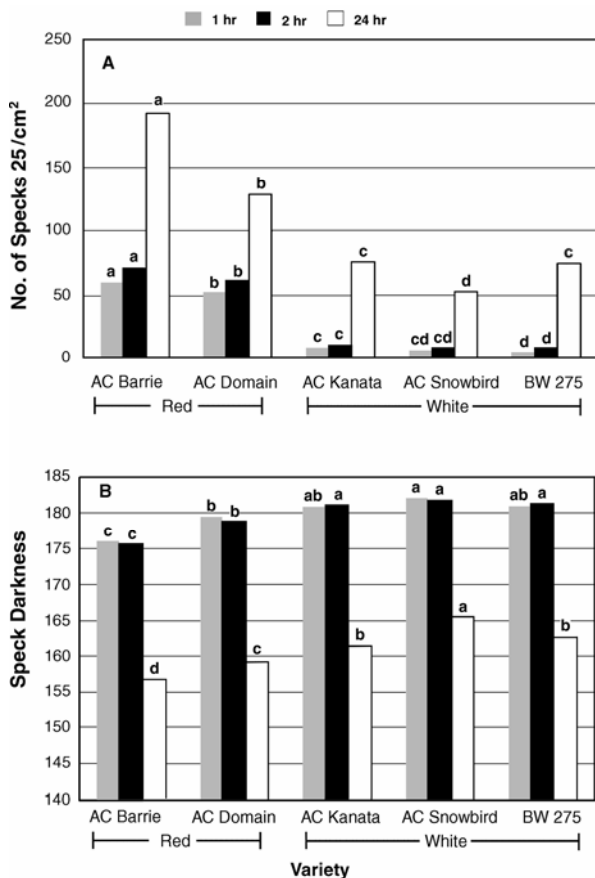 1 hr 2 hr 24 hr
A
No. of Specks 25/cm²
250
200
150
100
50
0
a a a
b b b
c c c
cd cd d
d d c
AC Barrie AC Domain AC Kanata AC Snowbird BW 275
Red White
B
Speck Darkness
185
180
175
170
165
160
155
150
145
140
c c d
b b c
ab a b
a a a
ab a b
AC Barrie AC Domain AC Kanata AC Snowbird BW 275
Red White
Variety